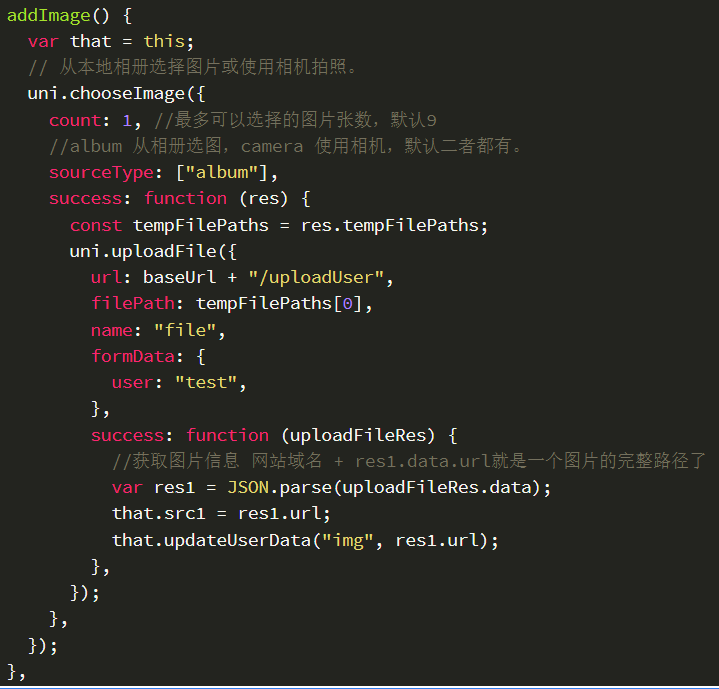 addImage() {
  var that = this;
  // 从本地相册选择图片或使用相机拍照。
  uni.chooseImage({
    count: 1, //最多可以选择的图片张数，默认9
    //album 从相册选图，camera 使用相机，默认二者都有。
    sourceType: ["album"],
    success: function (res) {
      const tempFilePaths = res.tempFilePaths;
      uni.uploadFile({
        url: baseUrl + "/uploadUser",
        filePath: tempFilePaths[0],
        name: "file",
        formData: {
          user: "test",
        },
        success: function (uploadFileRes) {
          //获取图片信息 网站域名 + res1.data.url就是一个图片的完整路径了
          var res1 = JSON.parse(uploadFileRes.data);
          that.src1 = res1.url;
          that.updateUserData("img", res1.url);
        },
      });
    },
  });
},